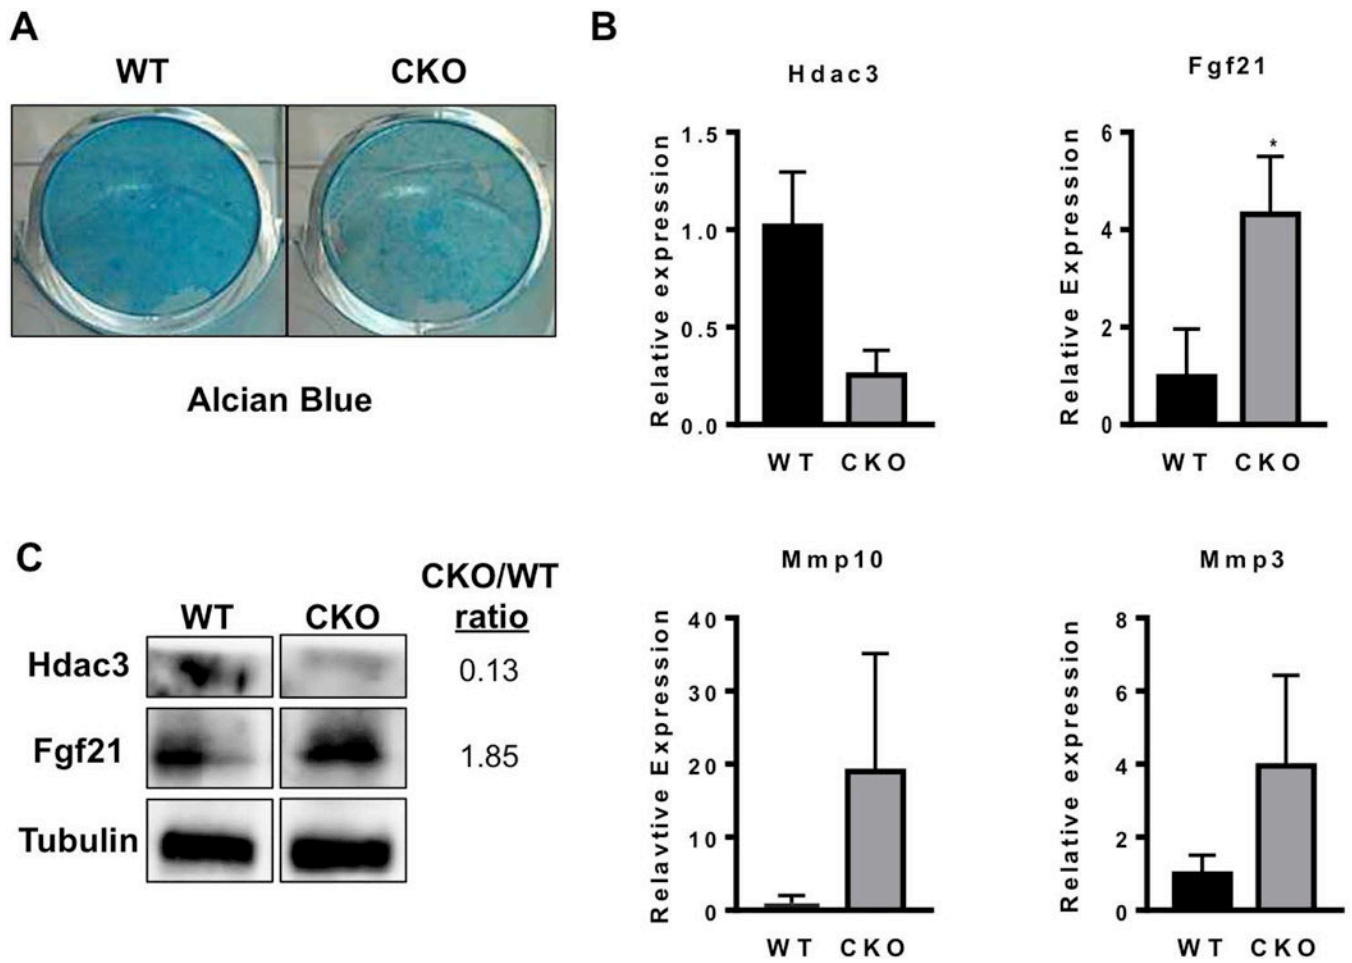 A
WT CKO
Alcian Blue
B
Hdac3
Relative expression
1.5
1.0
0.5
0.0
WT CKO
Fgf21
Relative Expression
6
4
2
0
*
WT CKO
C
WT CKO CKO/WT
ratio
Hdac3 0.13
Fgf21 1.85
Tubulin
Mmp10
Relavtive Expression
40
30
20
10
0
WT CKO
Mmp3
Relative expression
8
6
4
2
0
WT CKO